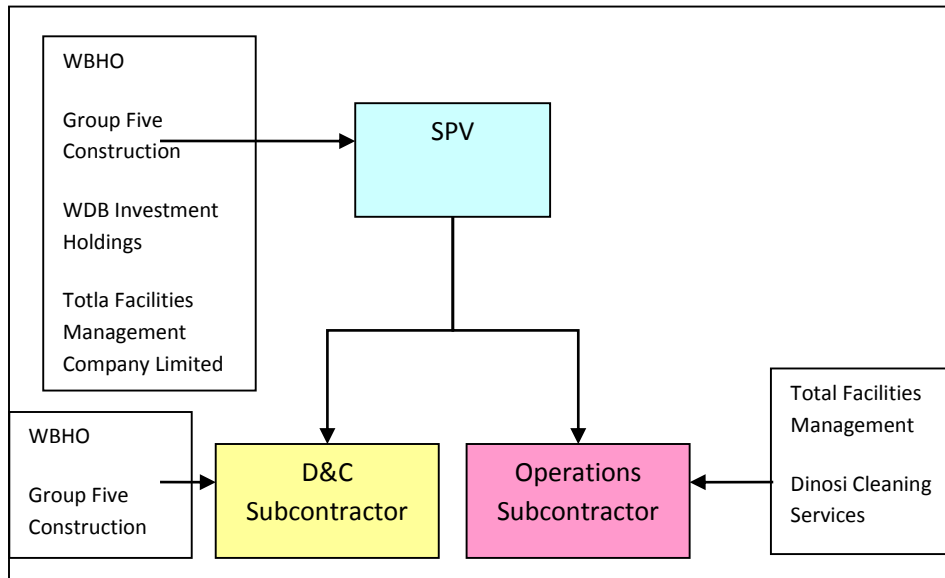 WBHO
Group Five
Construction
WDB Investment
Holdings
Totla Facilities
Management
Company Limited
SPV
WBHO
Group Five
Construction
D&C
Subcontractor
Operations
Subcontractor
Total Facilities
Management
Dinosi Cleaning
Services